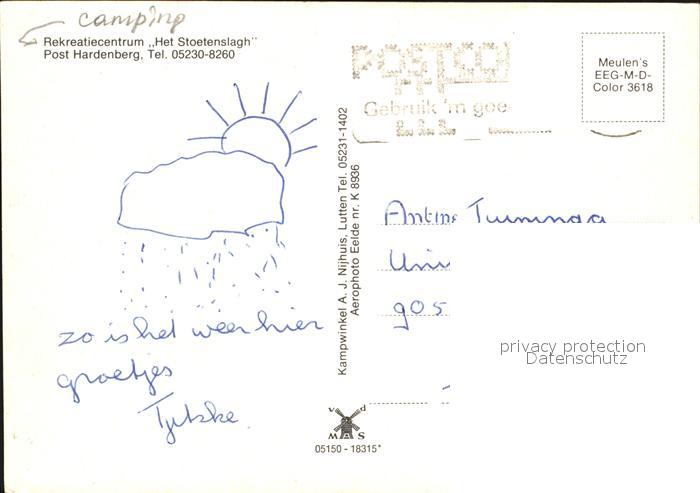 camping
Rekreatiecentrum „Het Stoetenslagh"
Post Hardenberg, Tel. 05230-8260
zo is het weer hier
groetjes
Tjitske.
Kampwinkel A. J. Nijhuis, Lutten Tel. 05231-1402
Aerophoto Eelde nr. K 8936
POSTCO
Gebruik 'm goe
Meulen's
EEG-M-D-
Color 3618
Uni
905
privacy protection
Datenschutz
v d
M S
05150 - 18315*